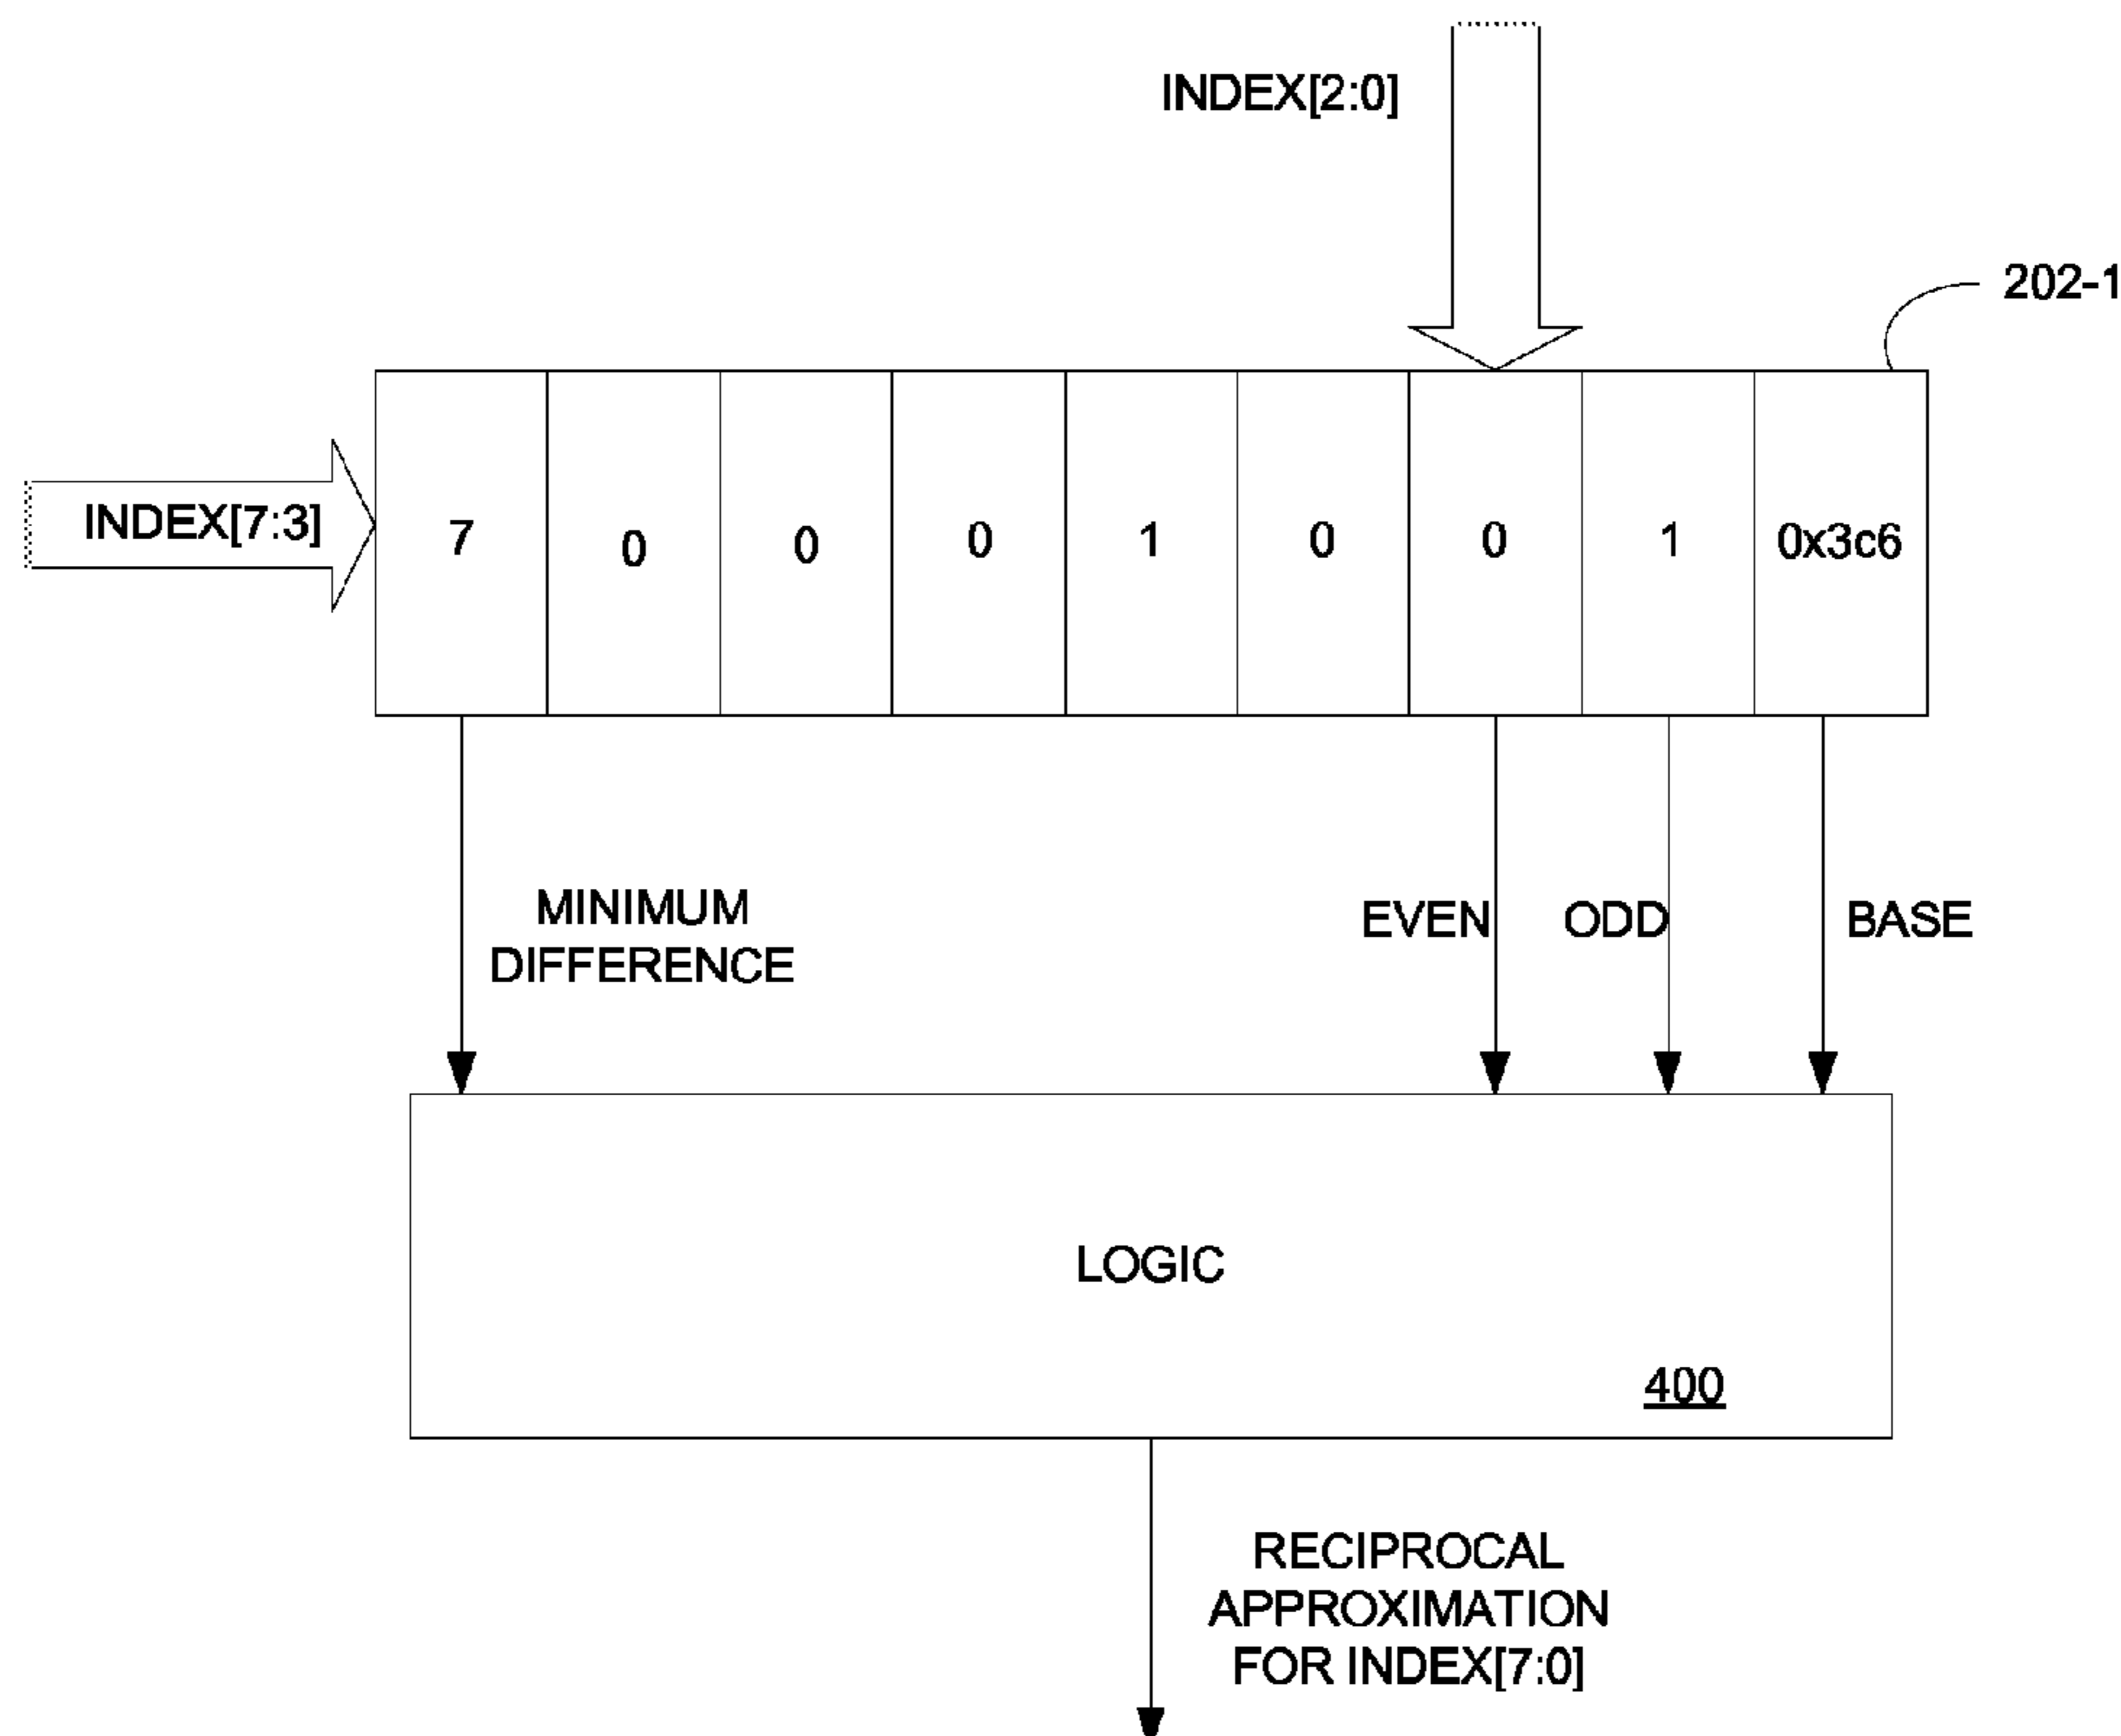 INDEX[2:0]
202-1
INDEX[7:3]
7 0 0 0 1 0 0 1 0x3c6
MINIMUM
DIFFERENCE
EVEN ODD BASE
LOGIC
400
RECIPROCAL
APPROXIMATION
FOR INDEX[7:0]